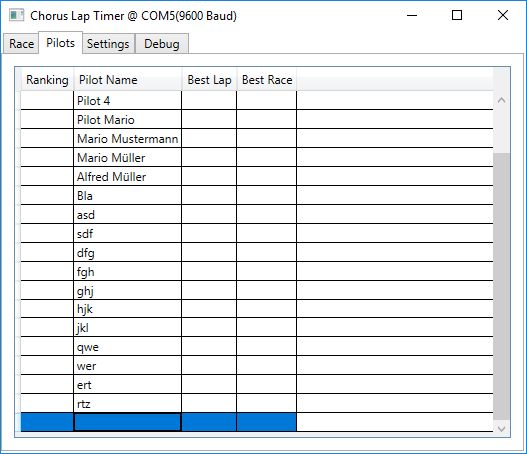 Chorus Lap Timer @ COM5(9600 Baud)
Race Pilots Settings Debug
Ranking Pilot Name Best Lap Best Race
Pilot 4
Pilot Mario
Mario Mustermann
Mario Müller
Alfred Müller
Bla
asd
sdf
dfg
fgh
ghj
hjk
jkl
qwe
wer
ert
rtz